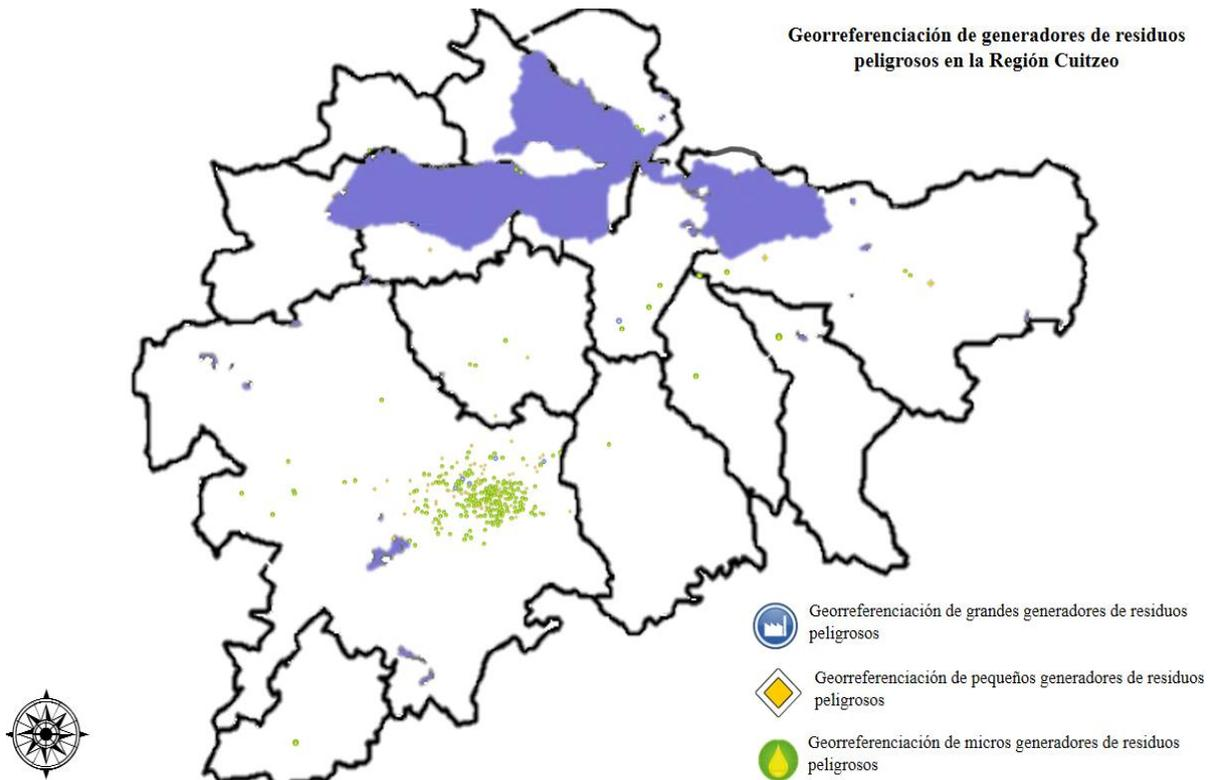 Georreferenciación de generadores de residuos
peligrosos en la Región Cuitzeo
Georreferenciación de grandes generadores de residuos
peligrosos
Georreferenciación de pequeños generadores de residuos
peligrosos
Georreferenciación de micros generadores de residuos
peligrosos